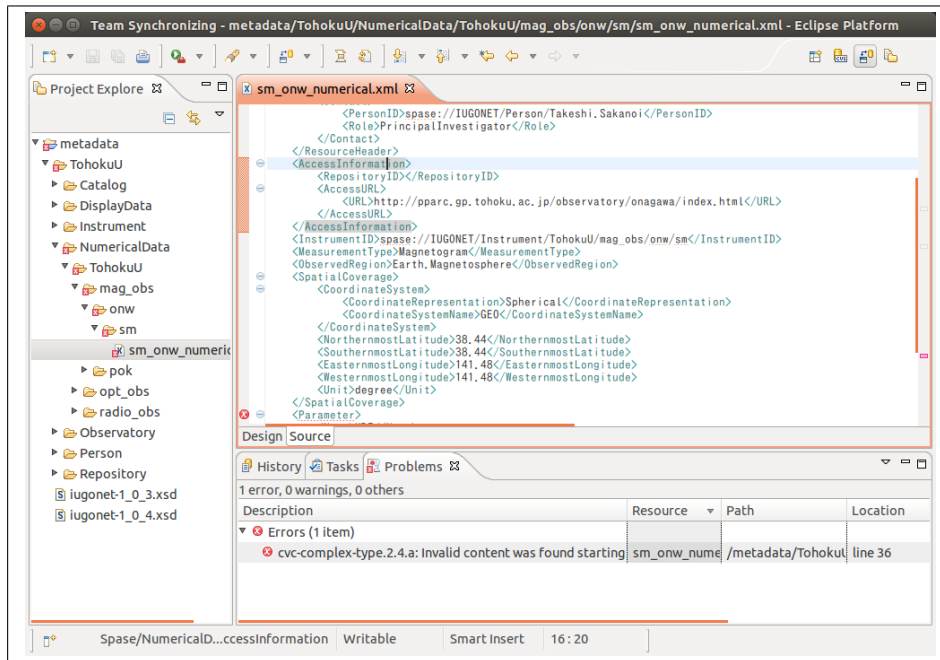 Team Synchronizing - metadata/TohokuU/NumericalData/TohokuU/mag_obs/onw/sm/sm_onw_numerical.xml - Eclipse Platform
Project Explore
metadata
TohokuU
Catalog
DisplayData
Instrument
NumericalData
TohokuU
mag_obs
onw
sm
sm_onw_numeric
pok
opt_obs
radio_obs
Observatory
Person
Repository
iugonet-1_0_3.xsd
iugonet-1_0_4.xsd
sm_onw_numerical.xml
<PersonID>spase://IUGONET/Person/Takeshi.Sakanoi</PersonID>
<Role>PrincipalInvestigator</Role>
</Contact>
</ResourceHeader>
<AccessInformation>
<RepositoryID></RepositoryID>
<AccessURL>
<URL>http://pparc.gp.tohoku.ac.jp/observatory/onagawa/index.html</URL>
</AccessURL>
</AccessInformation>
<InstrumentID>spase://IUGONET/Instrument/TohokuU/mag_obs/onw/sm</InstrumentID>
<MeasurementType>Magnetogram</MeasurementType>
<ObservedRegion>Earth.Magnetosphere</ObservedRegion>
<SpatialCoverage>
<CoordinateSystem>
<CoordinateRepresentation>Spherical</CoordinateRepresentation>
<CoordinateSystemName>GEO</CoordinateSystemName>
</CoordinateSystem>
<NorthernmostLatitude>38.44</NorthernmostLatitude>
<SouthernmostLatitude>38.44</SouthernmostLatitude>
<EasternmostLongitude>141.48</EasternmostLongitude>
<WesternmostLongitude>141.48</WesternmostLongitude>
<Unit>degree</Unit>
</SpatialCoverage>
<Parameter>
Design Source
History Tasks Problems
1 error, 0 warnings, 0 others
Description Resource Path Location
Errors (1 item)
cvc-complex-type.2.4.a: Invalid content was found starting sm_onw_nume /metadata/TohokuU line 36
Spase/NumericalD...ccessInformation Writable Smart Insert 16 : 20